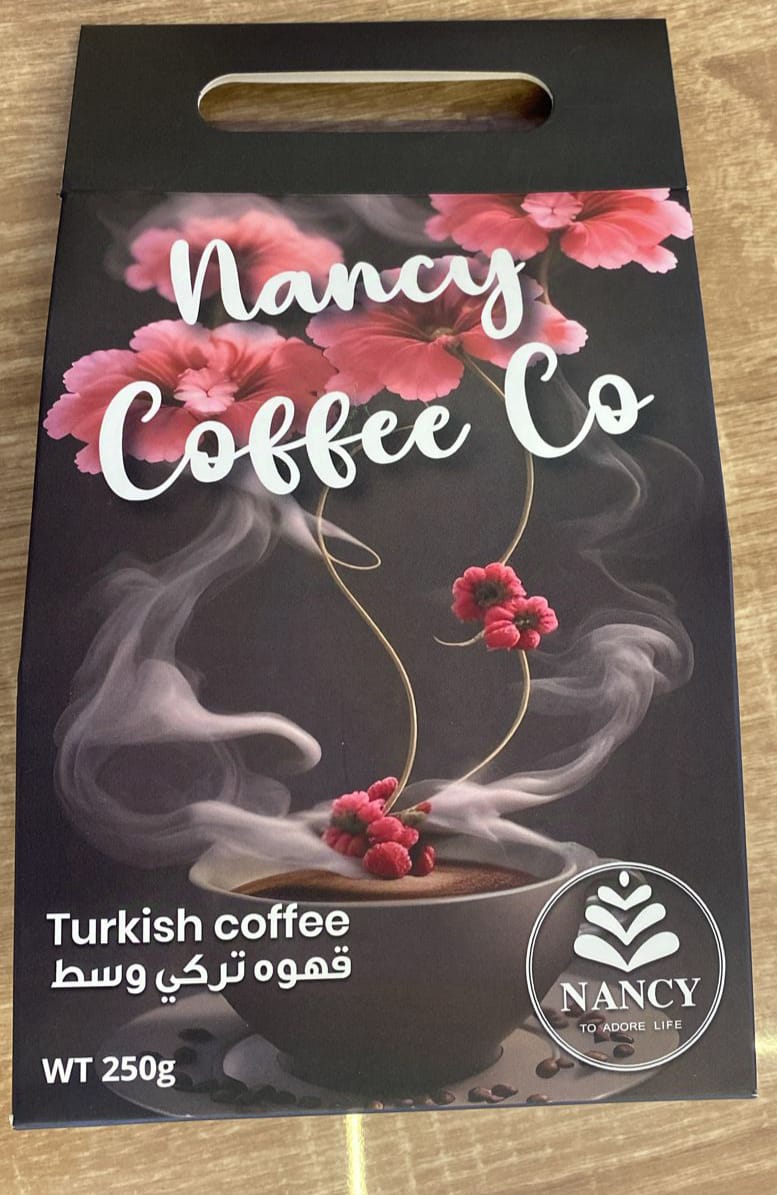 Nancy
Coffee Co
Turkish coffee
قهوه تركي وسط
WT 250g
NANCY
TO ADORE LIFE